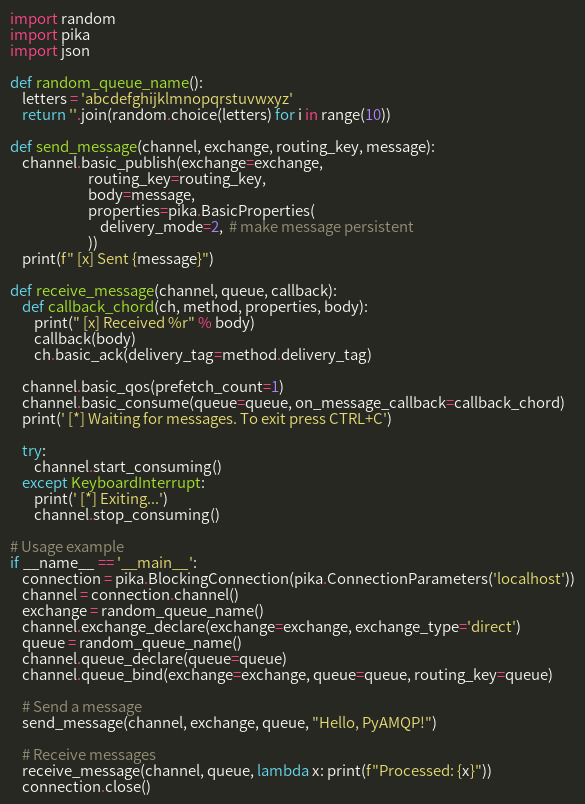 import random
import pika
import json

def random_queue_name():
    letters = 'abcdefghijklmnopqrstuvwxyz'
    return ''.join(random.choice(letters) for i in range(10))

def send_message(channel, exchange, routing_key, message):
    channel.basic_publish(exchange=exchange,
                          routing_key=routing_key,
                          body=message,
                          properties=pika.BasicProperties(
                              delivery_mode=2,  # make message persistent
                          ))
    print(f" [x] Sent {message}")

def receive_message(channel, queue, callback):
    def callback_chord(ch, method, properties, body):
        print(" [x] Received %r" % body)
        callback(body)
        ch.basic_ack(delivery_tag=method.delivery_tag)

    channel.basic_qos(prefetch_count=1)
    channel.basic_consume(queue=queue, on_message_callback=callback_chord)
    print(' [*] Waiting for messages. To exit press CTRL+C')

    try:
        channel.start_consuming()
    except KeyboardInterrupt:
        print(' [*] Exiting...')
        channel.stop_consuming()

# Usage example
if __name__ == '__main__':
    connection = pika.BlockingConnection(pika.ConnectionParameters('localhost'))
    channel = connection.channel()
    exchange = random_queue_name()
    channel.exchange_declare(exchange=exchange, exchange_type='direct')
    queue = random_queue_name()
    channel.queue_declare(queue=queue)
    channel.queue_bind(exchange=exchange, queue=queue, routing_key=queue)

    # Send a message
    send_message(channel, exchange, queue, "Hello, PyAMQP!")

    # Receive messages
    receive_message(channel, queue, lambda x: print(f"Processed: {x}"))
    connection.close()